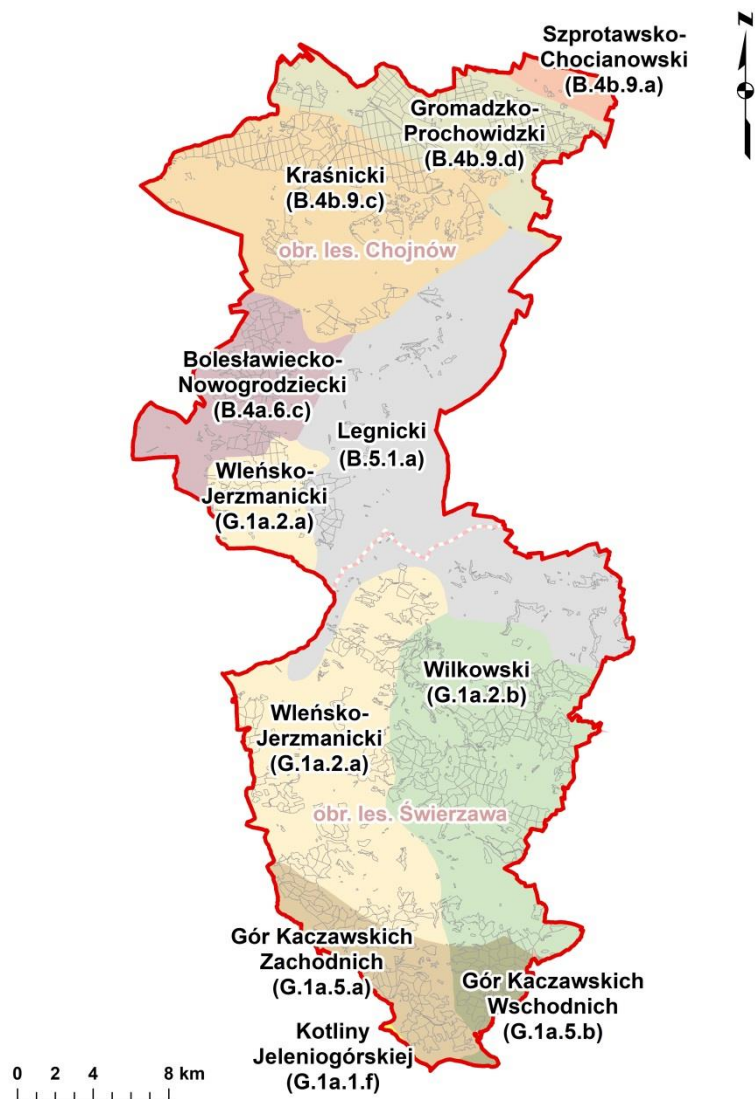 Szprotawsko-
Chocianowski
(B.4b.9.a)
N
Gromadzko-
Prochowidzki
(B.4b.9.d)
Kraśnicki
(B.4b.9.c)
obr. les. Chojnów
Bolesławiecko-
Nowogrodziecki
(B.4a.6.c)
Legnicki
(B.5.1.a)
Wleńsko-
Jerzmanicki
(G.1a.2.a)
Wilkowski
(G.1a.2.b)
Wleńsko-
Jerzmanicki
(G.1a.2.a)
obr. les. Świerzawa
Gór Kaczawskich
Zachodnich
(G.1a.5.a)
Gór Kaczawskich
Wschodnich
(G.1a.5.b)
Kotliny
Jeleniogórskiej
(G.1a.1.f)
0 2 4 8 km